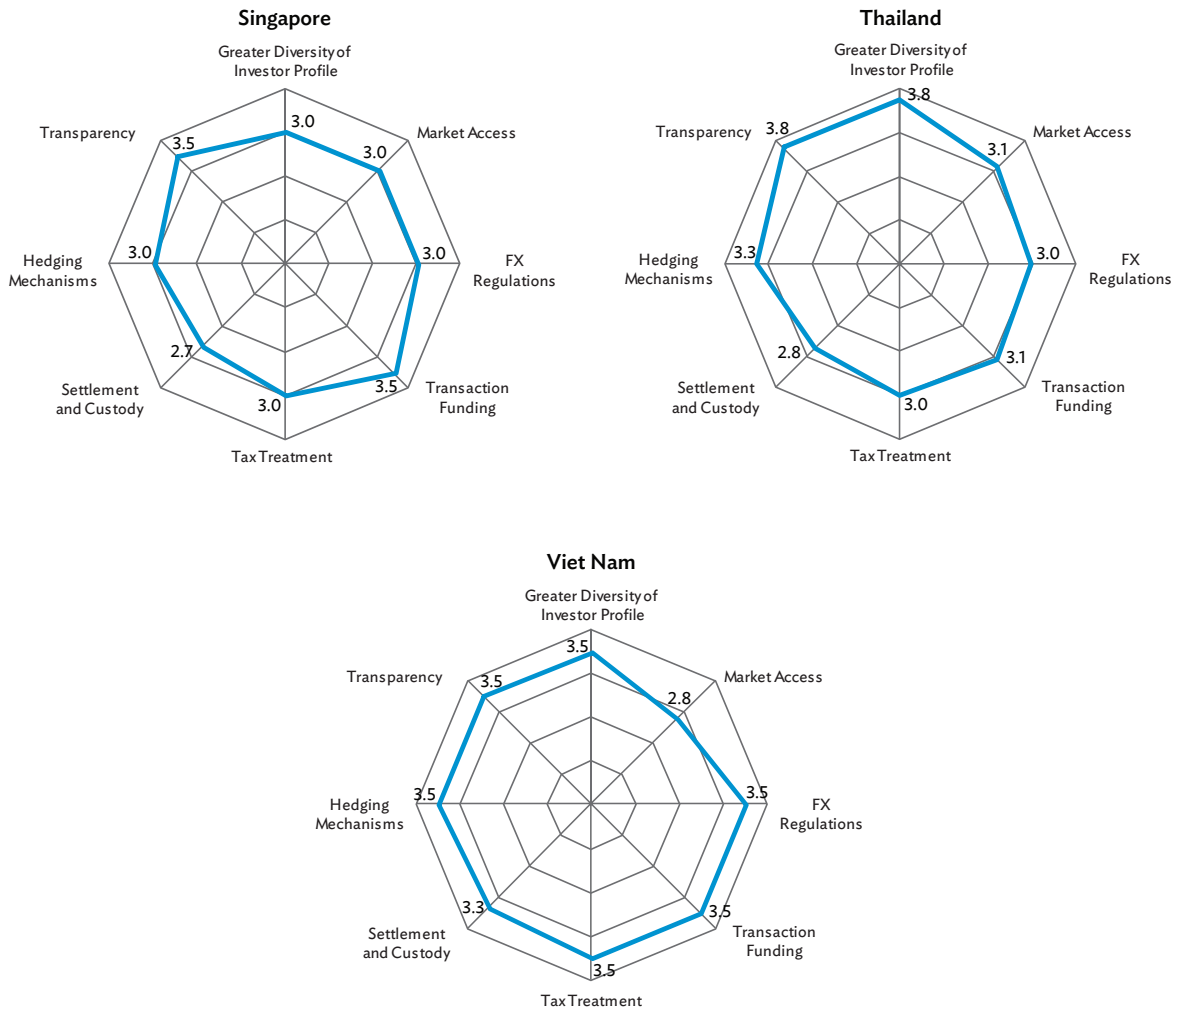 Singapore
Greater Diversity of
Investor Profile
3.0
Transparency
3.5
Market Access
3.0
Hedging
Mechanisms
3.0
3.0
FX
Regulations
2.7
Settlement
and Custody
3.5
Transaction
Funding
3.0
Tax Treatment
Thailand
Greater Diversity of
Investor Profile
3.8
Transparency
3.8
Market Access
3.1
Hedging
Mechanisms
3.3
3.0
FX
Regulations
2.8
Settlement
and Custody
3.1
Transaction
Funding
3.0
Tax Treatment
Viet Nam
Greater Diversity of
Investor Profile
3.5
Transparency
3.5
Market Access
2.8
Hedging
Mechanisms
3.5
3.5
FX
Regulations
3.3
Settlement
and Custody
3.5
Transaction
Funding
3.5
Tax Treatment